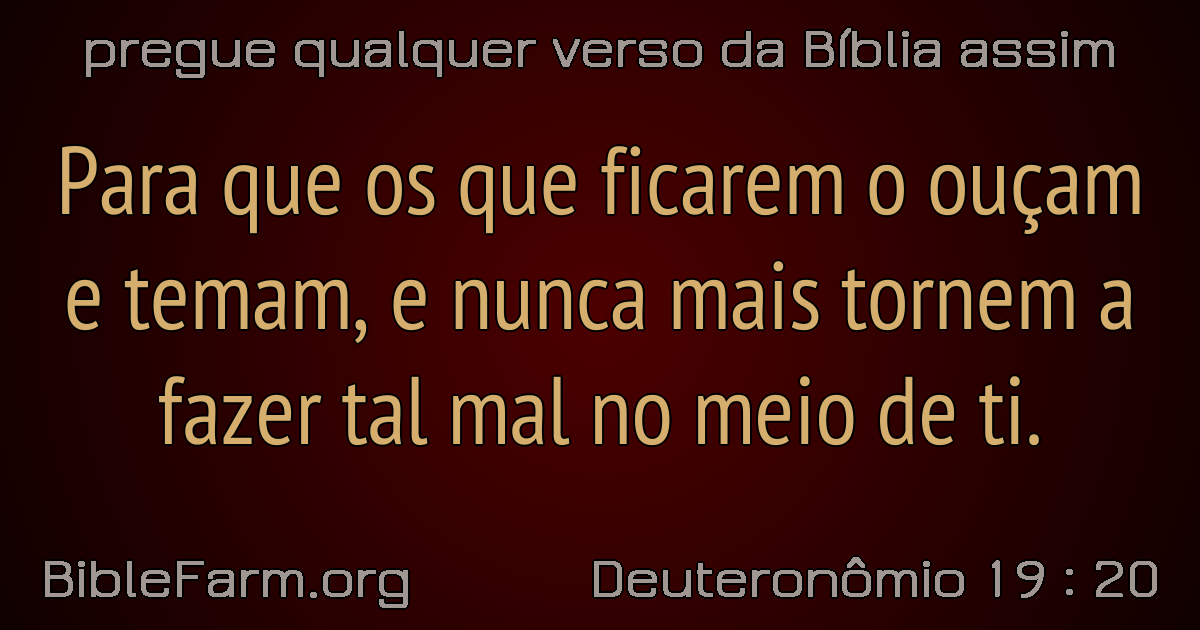 pregue qualquer verso da Bíblia assim
Para que os que ficarem o ouçam
e temam, e nunca mais tornem a
fazer tal mal no meio de ti.
BibleFarm.org
Deuteronômio 19 : 20